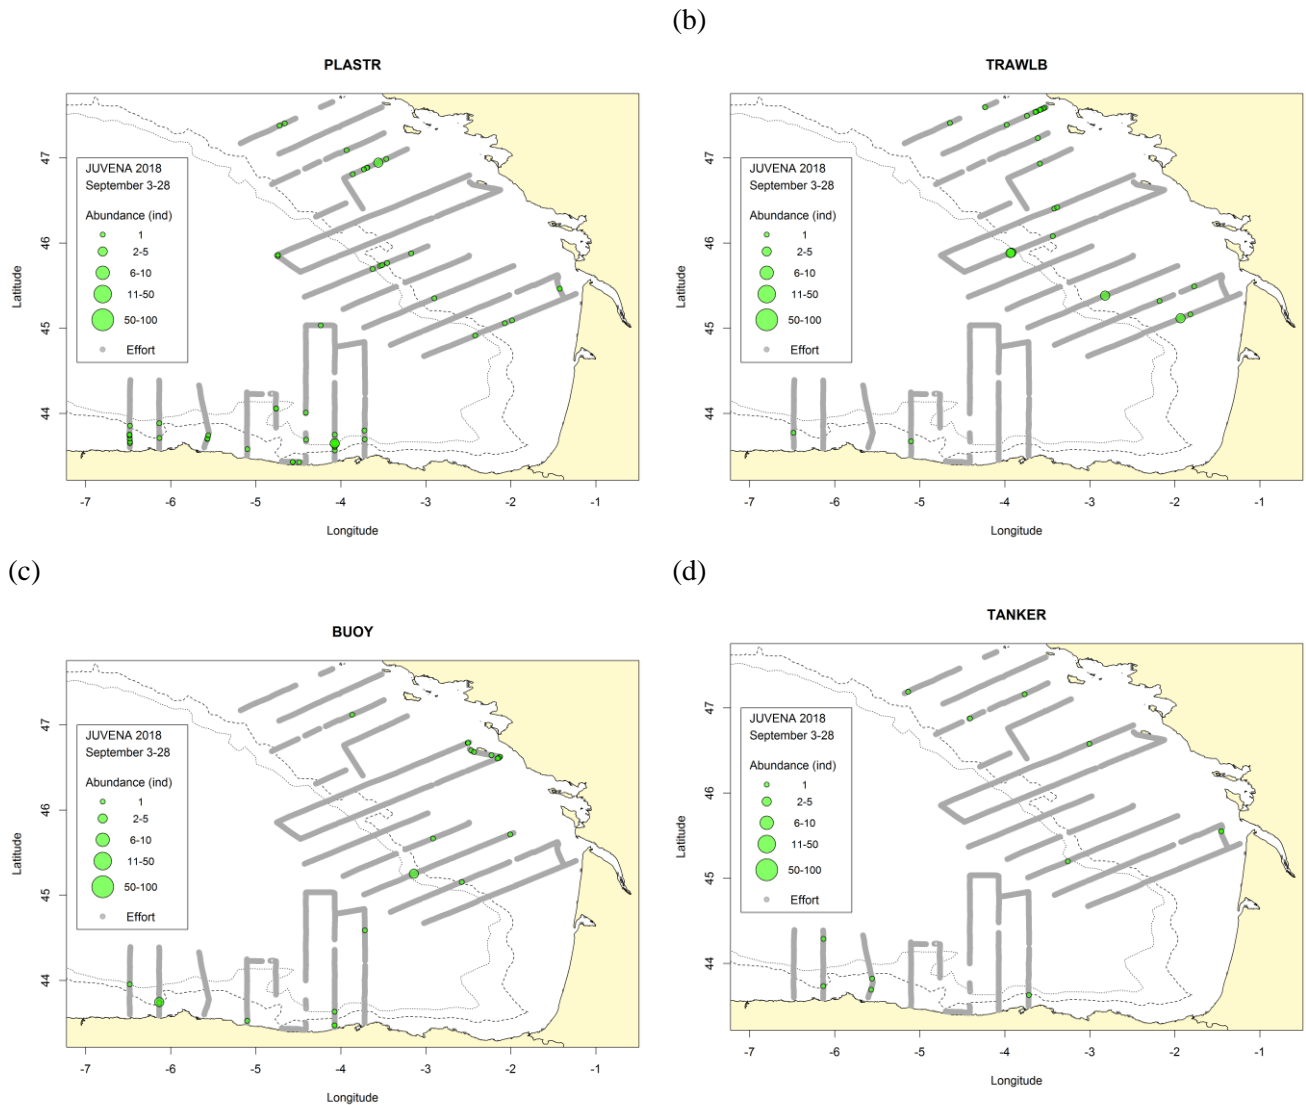 (b)
PLASTR
Latitude
47
46
45
44
JUVENA 2018
September 3-28
Abundance (ind)
1
2-5
6-10
11-50
50-100
Effort
-7 -6 -5 -4 -3 -2 -1
Longitude
TRAWLB
Latitude
47
46
45
44
JUVENA 2018
September 3-28
Abundance (ind)
1
2-5
6-10
11-50
50-100
Effort
-7 -6 -5 -4 -3 -2 -1
Longitude
(c)
BUOY
Latitude
47
46
45
44
JUVENA 2018
September 3-28
Abundance (ind)
1
2-5
6-10
11-50
50-100
Effort
-7 -6 -5 -4 -3 -2 -1
Longitude
(d)
TANKER
Latitude
47
46
45
44
JUVENA 2018
September 3-28
Abundance (ind)
1
2-5
6-10
11-50
50-100
Effort
-7 -6 -5 -4 -3 -2 -1
Longitude